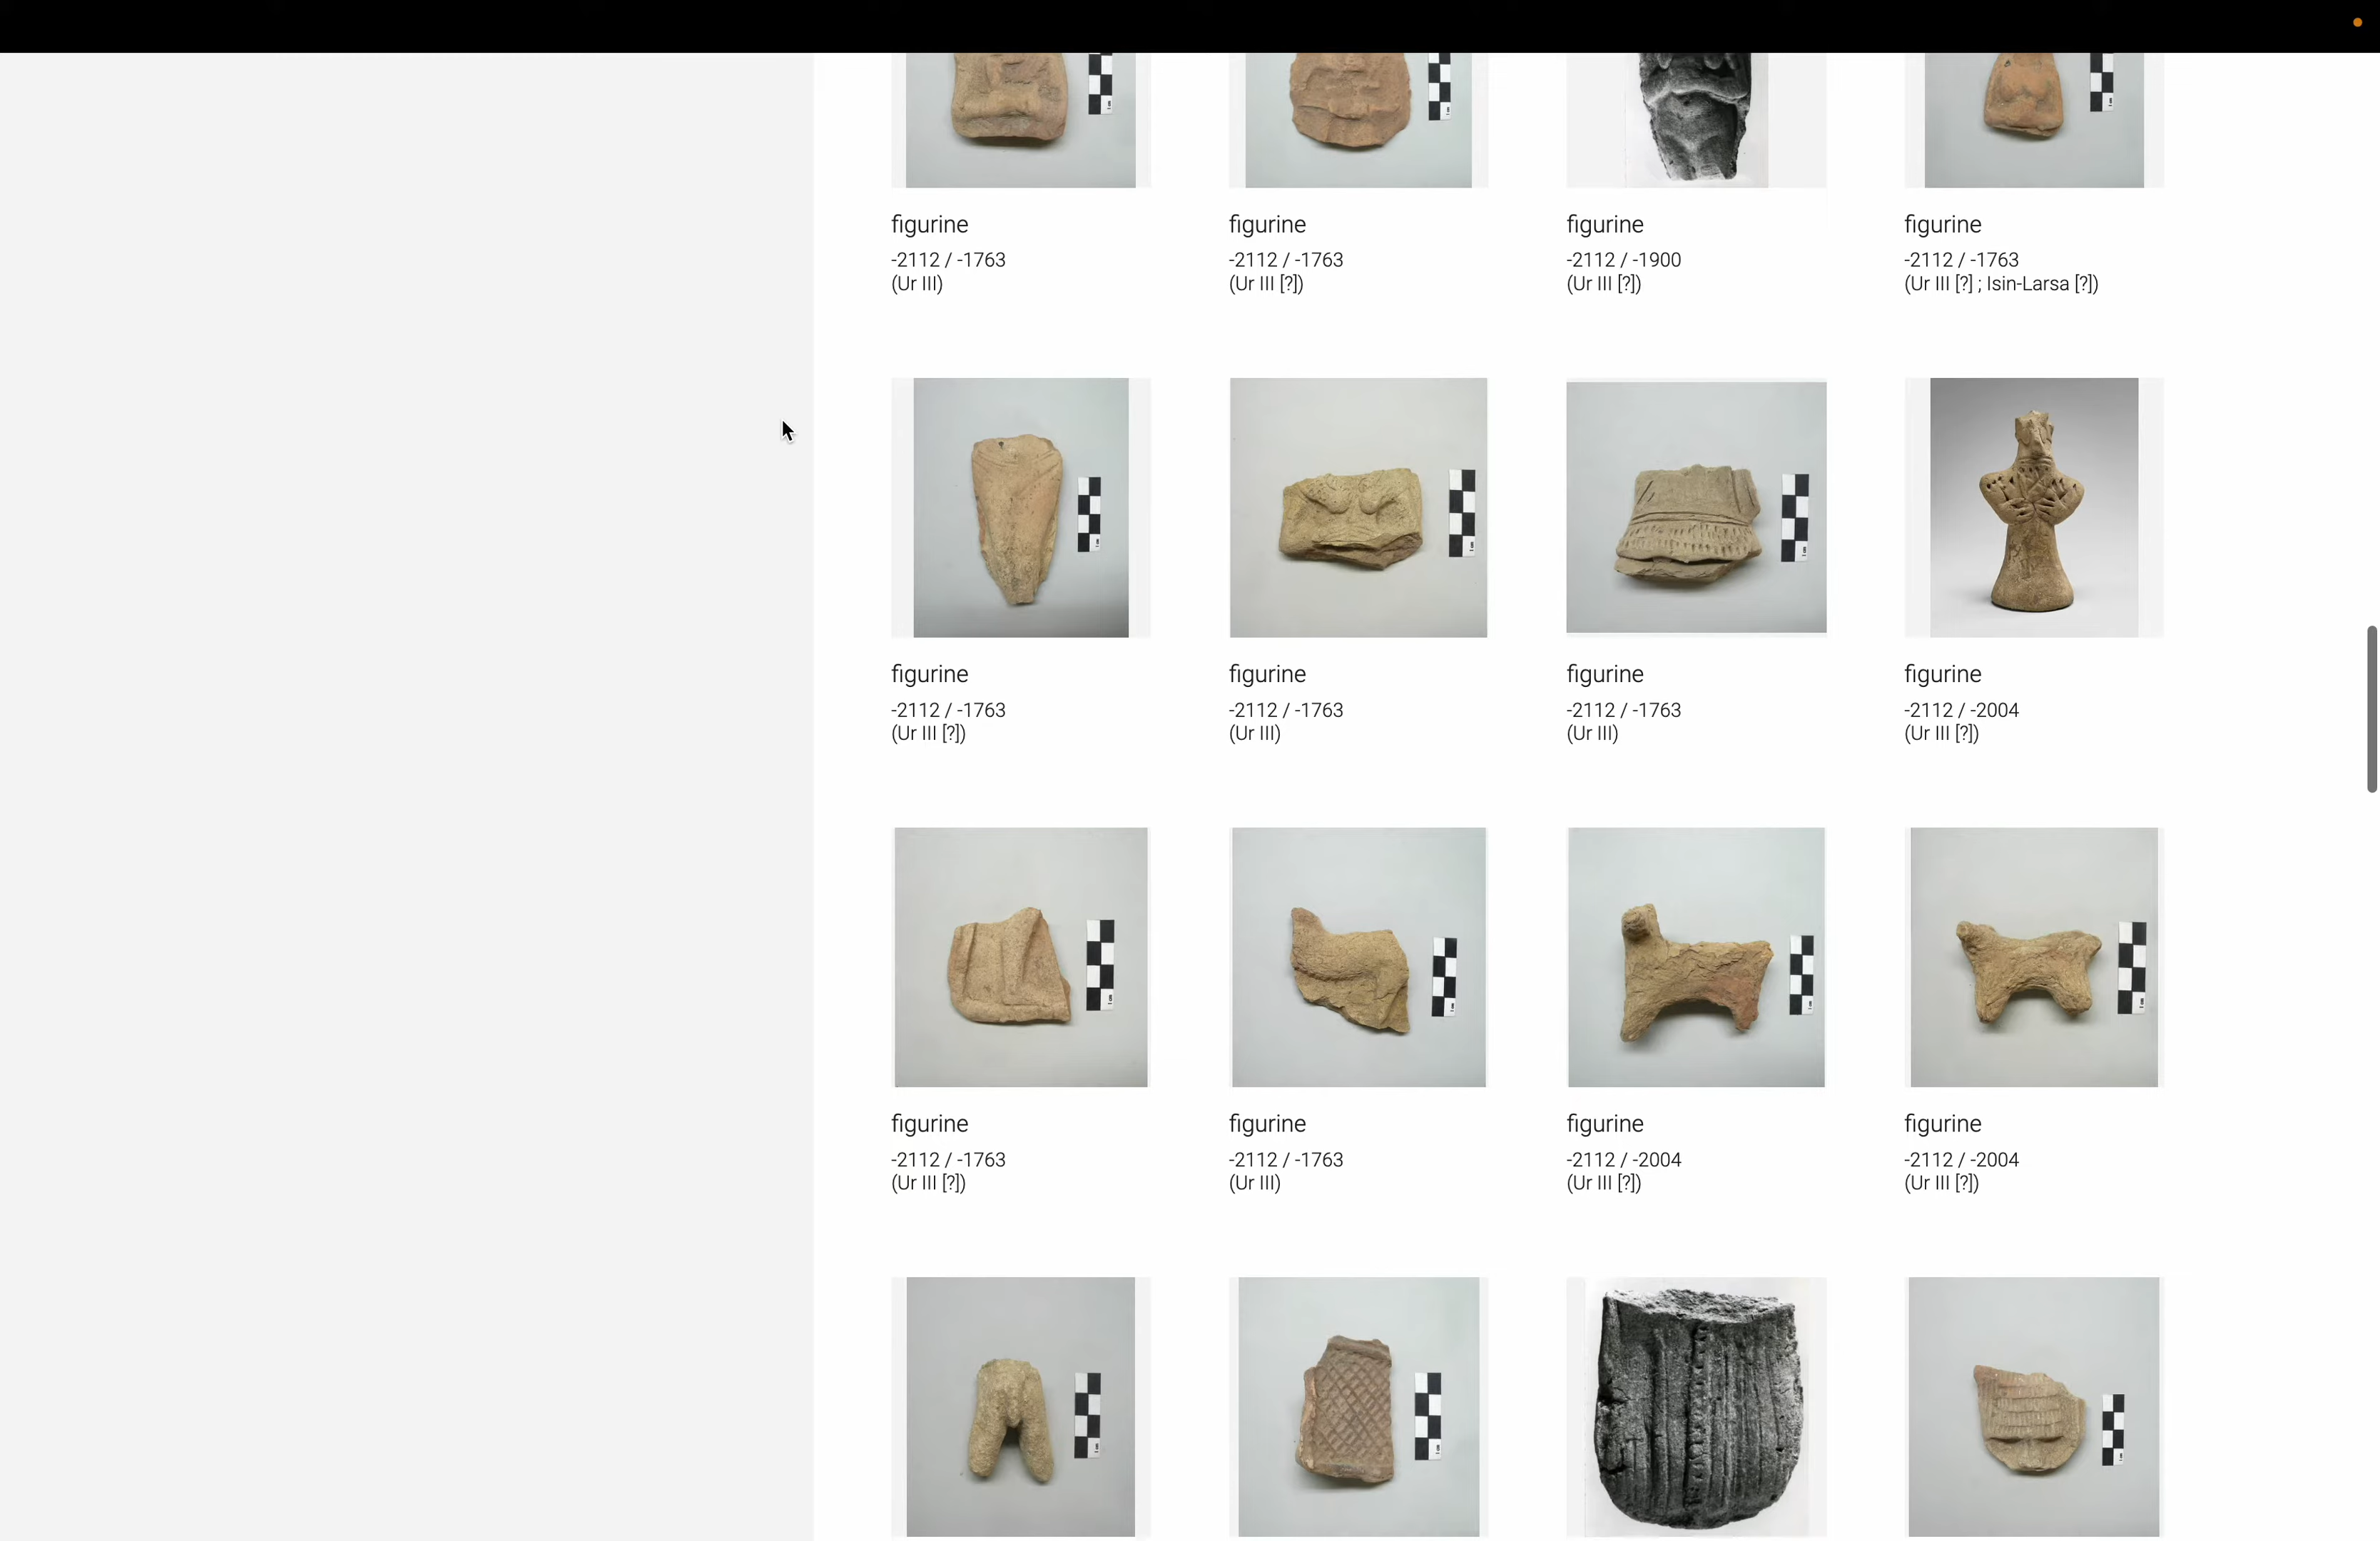 figurine
-2112 / -1763
(Ur III)
figurine
-2112 / -1763
(Ur III [?])
figurine
-2112 / -1900
(Ur III [?])
figurine
-2112 / -1763
(Ur III [?] ; Isin-Larsa [?])
figurine
-2112 / -1763
(Ur III [?])
figurine
-2112 / -1763
(Ur III)
figurine
-2112 / -1763
(Ur III)
figurine
-2112 / -2004
(Ur III [?])
figurine
-2112 / -1763
(Ur III [?])
figurine
-2112 / -1763
(Ur III)
figurine
-2112 / -2004
(Ur III [?])
figurine
-2112 / -2004
(Ur III [?])